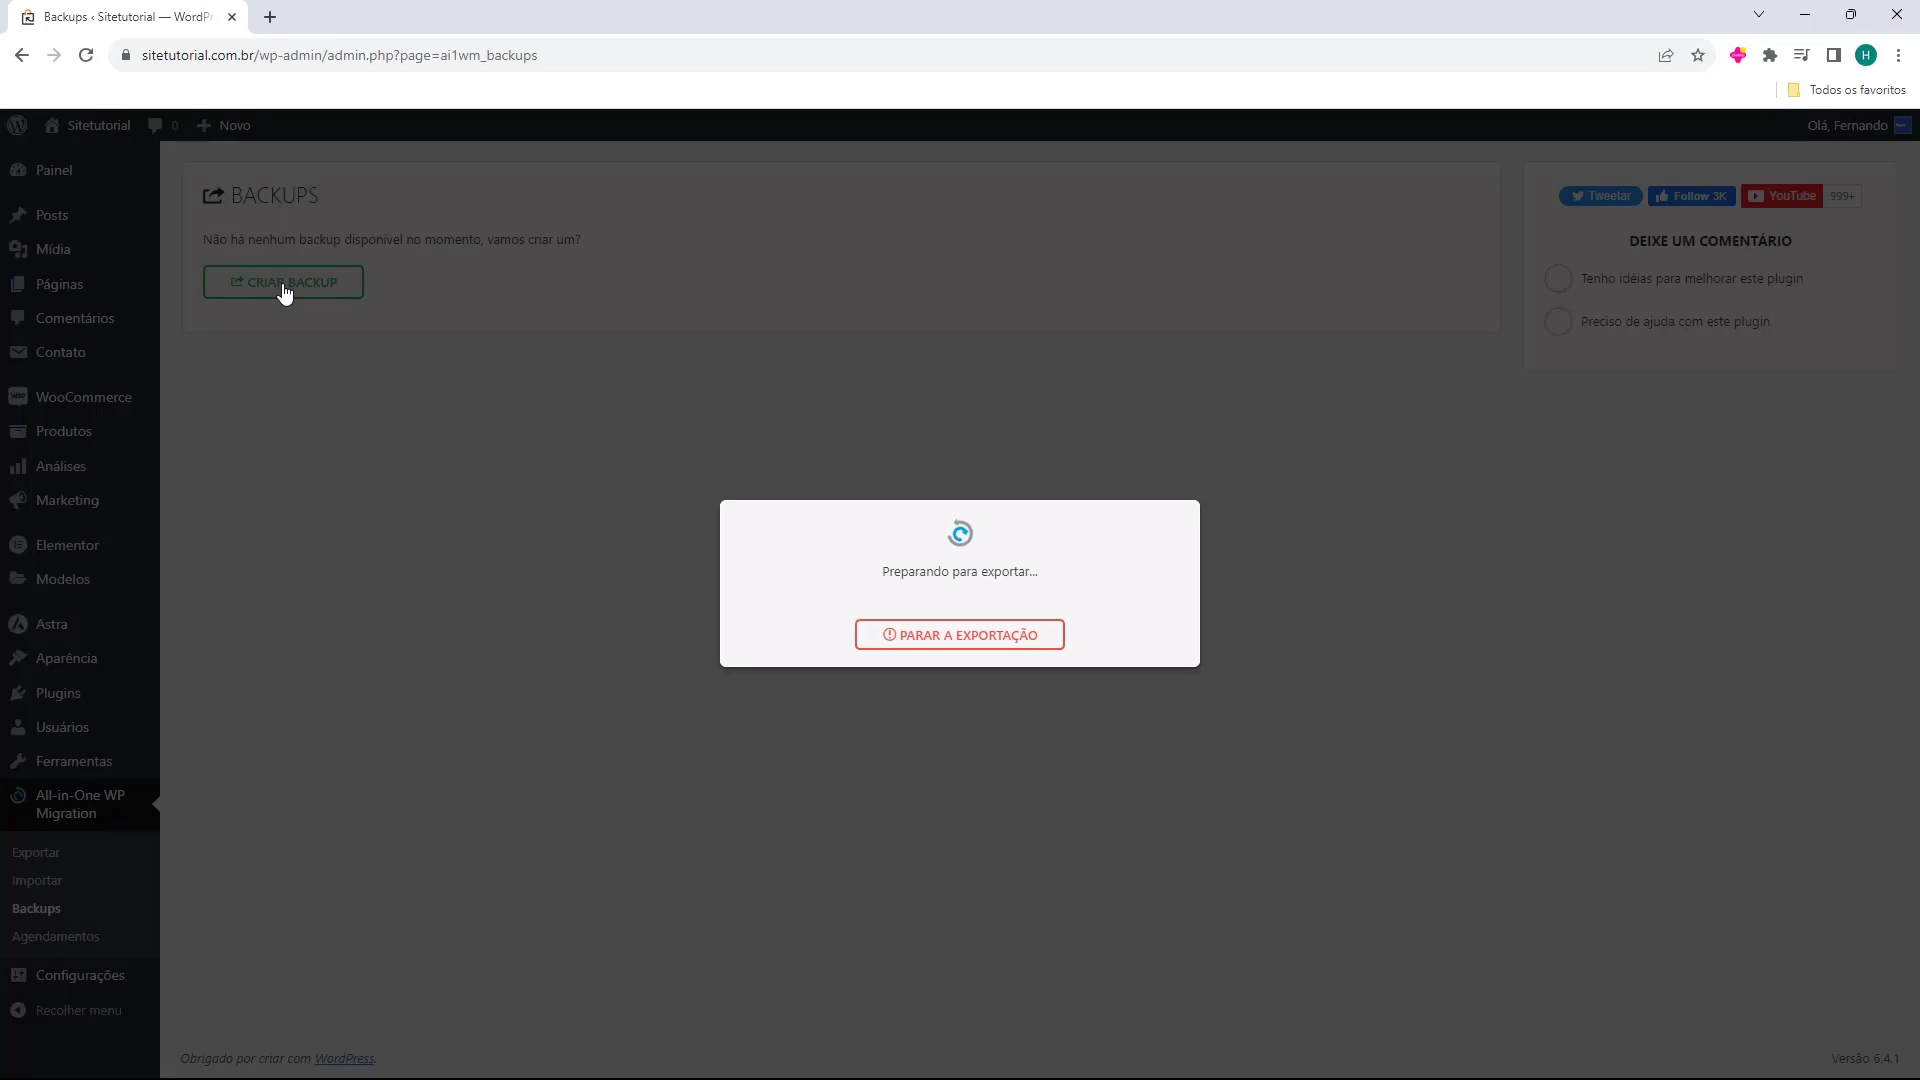 Backups ‹ Sitetutorial — WordPr
sitetutorial.com.br/wp-admin/admin.php?page=ai1wm_backups
H
Todos os favoritos
Sitetutorial
0
Novo
Olá, Fernando
Painel
Posts
Mídia
Páginas
Comentários
Contato
WooCommerce
Produtos
Análises
Marketing
Elementor
Modelos
Astra
Aparência
Plugins
Usuários
Ferramentas
All-in-One WP
Migration
Exportar
Importar
Backups
Agendamentos
Configurações
Recolher menu
BACKUPS
Não há nenhum backup disponível no momento, vamos criar um?
CRIAR BACKUP
Preparando para exportar...
PARAR A EXPORTAÇÃO
Tweetar
Follow 3K
YouTube
999+
DEIXE UM COMENTÁRIO
Tenho idéias para melhorar este plugin
Preciso de ajuda com este plugin
Obrigado por criar com WordPress.
Versão 6.4.1